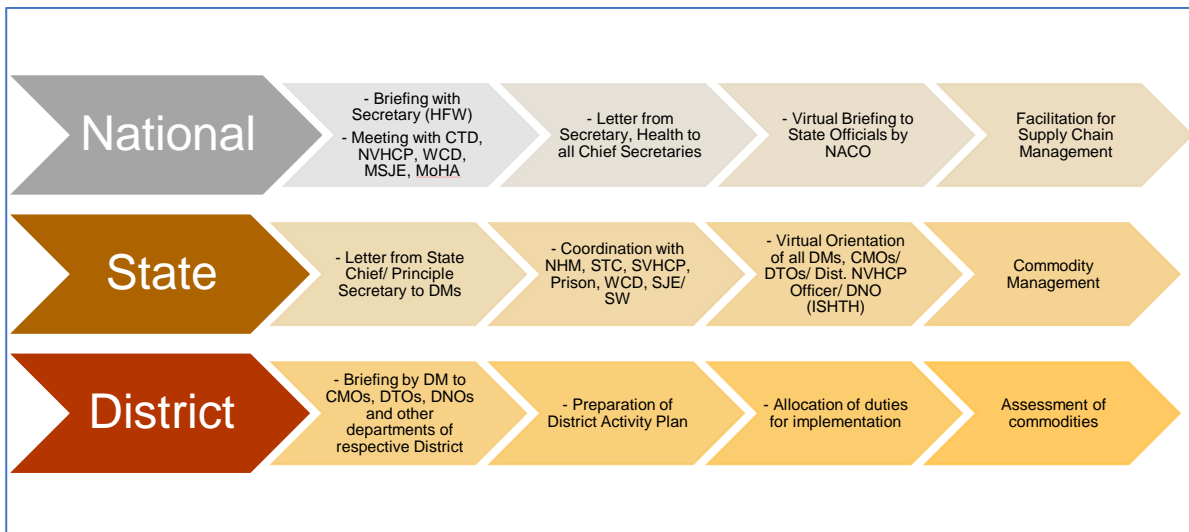 National
- Briefing with
Secretary (HFW)
- Meeting with CTD,
NVHCP, WCD,
MSJE, MoHA
- Letter from
Secretary, Health to
all Chief Secretaries
- Virtual Briefing to
State Officials by
NACO
Facilitation for
Supply Chain
Management
State
- Letter from State
Chief/ Principle
Secretary to DMs
- Coordination with
NHM, STC, SVHCP,
Prison, WCD, SJE/
SW
- Virtual Orientation
of all DMs, CMOs/
DTOs/ Dist. NVHCP
Officer/ DNO
(ISHTH)
Commodity
Management
District
- Briefing by DM to
CMOs, DTOs, DNOs
and other
departments of
respective District
- Preparation of
District Activity Plan
- Allocation of duties
for implementation
Assessment of
commodities